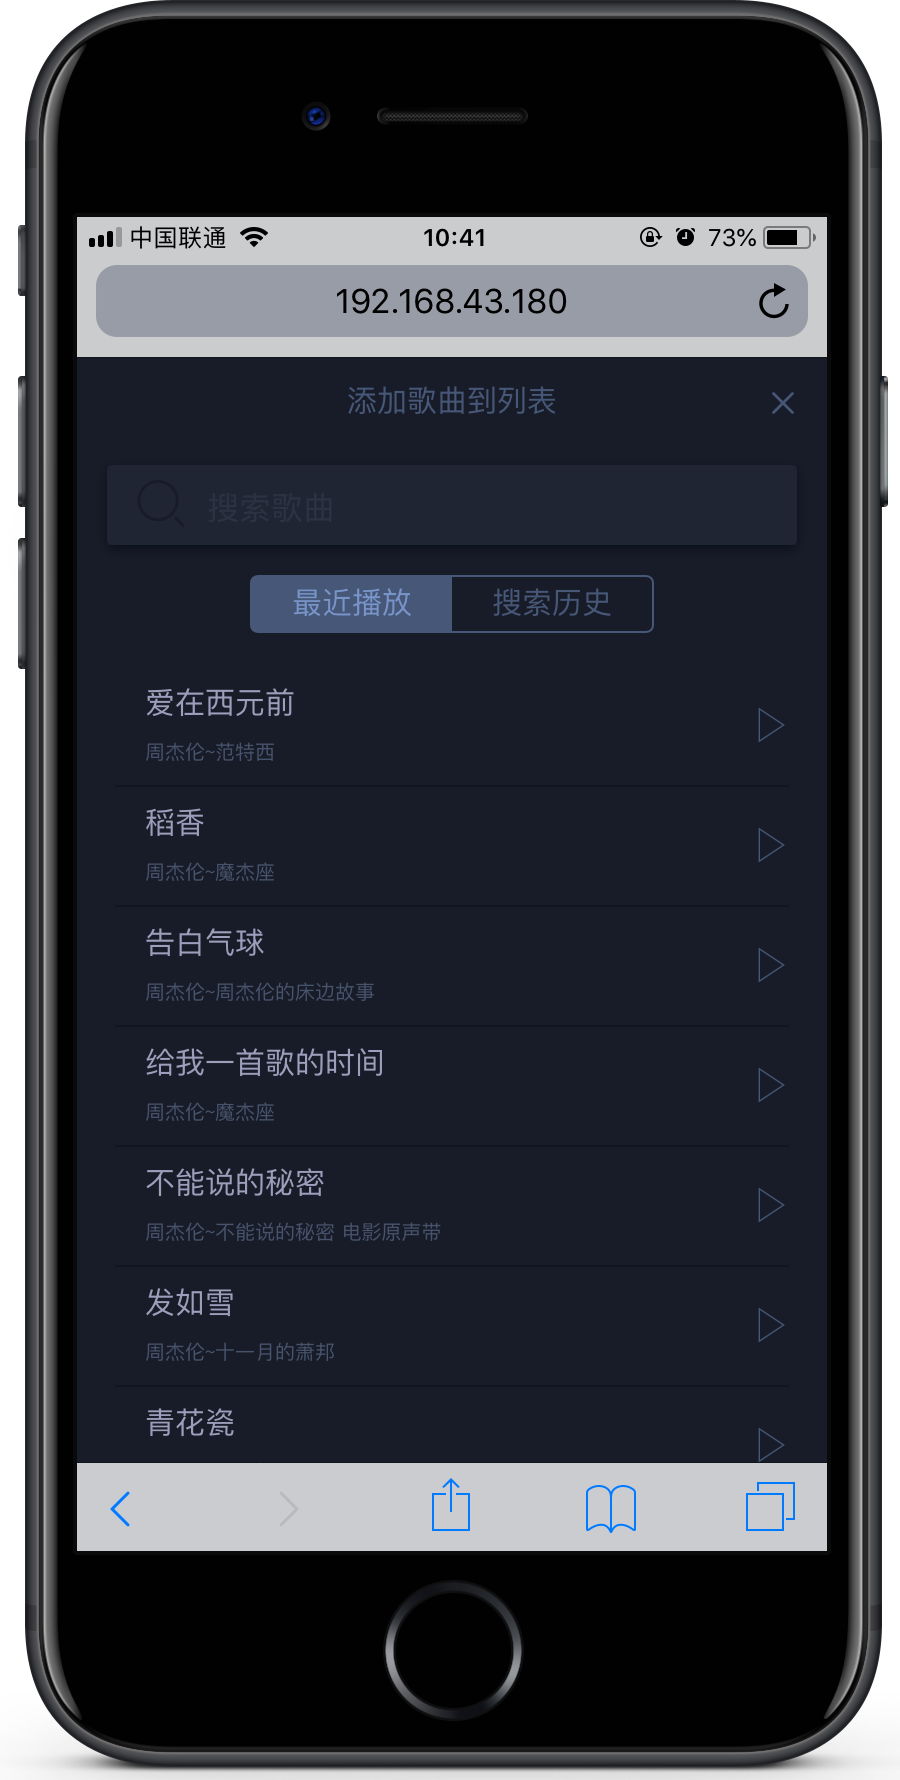 中国联通 10:41 73%
192.168.43.180
添加歌曲到列表
搜索歌曲
最近播放 搜索历史
爱在西元前
周杰伦~范特西
稻香
周杰伦~魔杰座
告白气球
周杰伦~周杰伦的床边故事
给我一首歌的时间
周杰伦~魔杰座
不能说的秘密
周杰伦~不能说的秘密 电影原声带
发如雪
周杰伦~十一月的萧邦
青花瓷